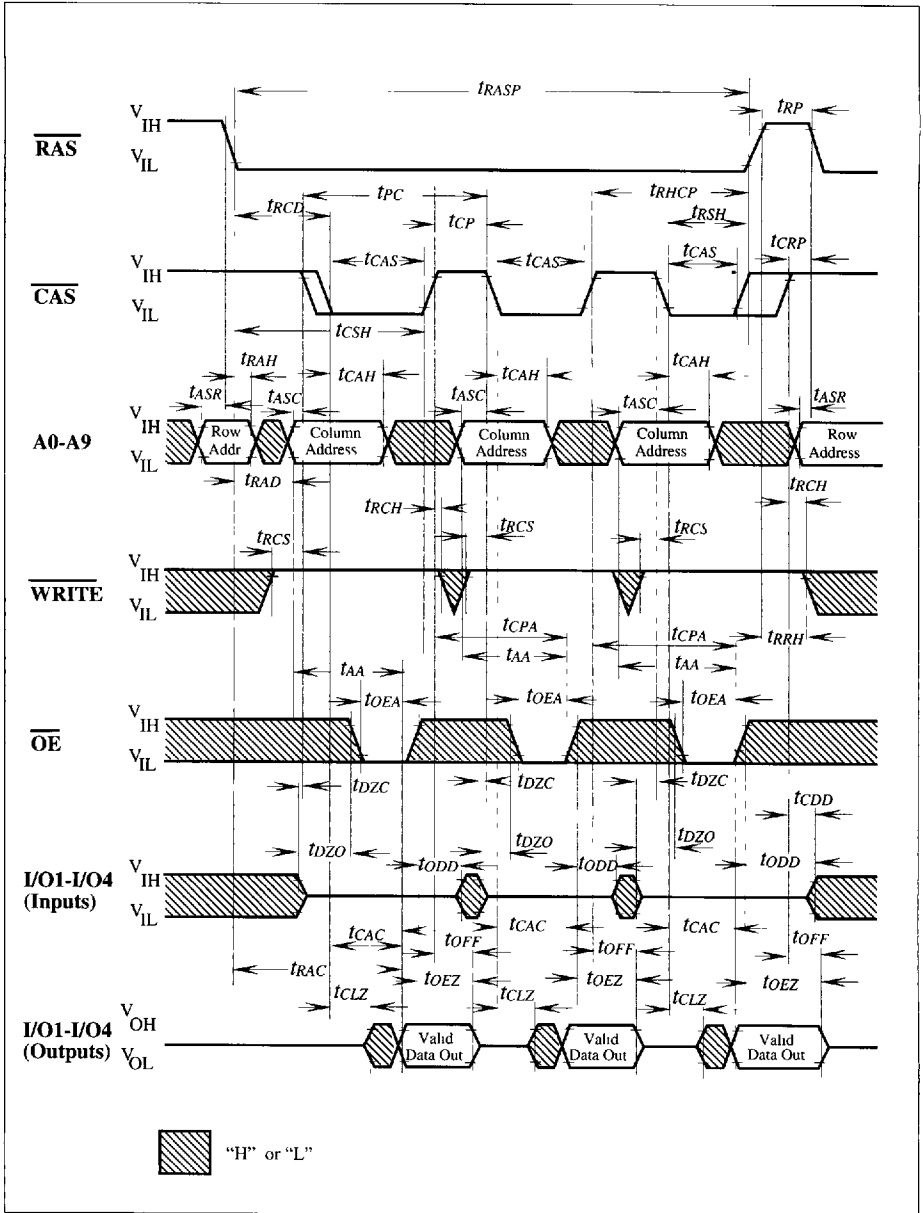 tRASP
tRP
VIH
RAS
VIL
tPC
tRHCP
tRCD
tCP
tRSH
tCRP
tCAS
tCAS
tCAS
VIH
CAS
VIL
tCSH
tRAH
tCAH
tCAH
tCAH
tASR
tASC
tASC
tASC
tASR
VIH
A0-A9
VIL
Row
Addr
Column
Address
Column
Address
Column
Address
Row
Address
tRAD
tRCH
tRCH
tRCS
tRCS
tRCS
VIH
WRITE
VIL
tCPA
tCPA
tRRH
tAA
tAA
tAA
tOEA
tOEA
tOEA
VIH
OE
VIL
tDZC
tDZC
tDZC
tCDD
tDZO
tDZO
tDZO
tODD
tODD
tODD
I/O1-I/O4
(Inputs)
VIH
VIL
tCAC
tCAC
tCAC
tOFF
tOFF
tOFF
tRAC
tOEZ
tOEZ
tOEZ
tCLZ
tCLZ
tCLZ
I/O1-I/O4
(Outputs)
VOH
VOL
Valid
Data Out
Valid
Data Out
Valid
Data Out
"H" or "L"